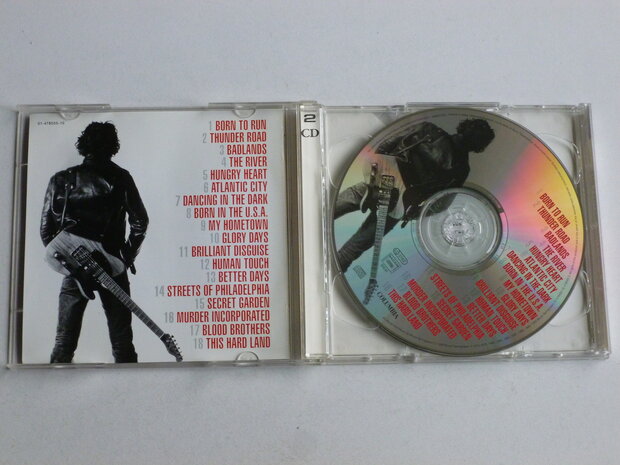 01-478555-10
1 BORN TO RUN
2 THUNDER ROAD
3 BADLANDS
4 THE RIVER
5 HUNGRY HEART
6 ATLANTIC CITY
7 DANCING IN THE DARK
8 BORN IN THE U.S.A.
9 MY HOMETOWN
10 GLORY DAYS
11 BRILLIANT DISGUISE
12 HUMAN TOUCH
13 BETTER DAYS
14 STREETS OF PHILADELPHIA
15 SECRET GARDEN
16 MURDER INCORPORATED
17 BLOOD BROTHERS
18 THIS HARD LAND
2
CD
BORN TO RUN
THUNDER ROAD
BADLANDS
THE RIVER
HUNGRY HEART
ATLANTIC CITY
DANCING IN THE DARK
BORN IN THE U.S.A.
MY HOMETOWN
GLORY DAYS
BRILLIANT DISGUISE
HUMAN TOUCH
BETTER DAYS
STREETS OF PHILADELPHIA
SECRET GARDEN
MURDER INCORPORATED
BLOOD BROTHERS
THIS HARD LAND
COLUMBIA